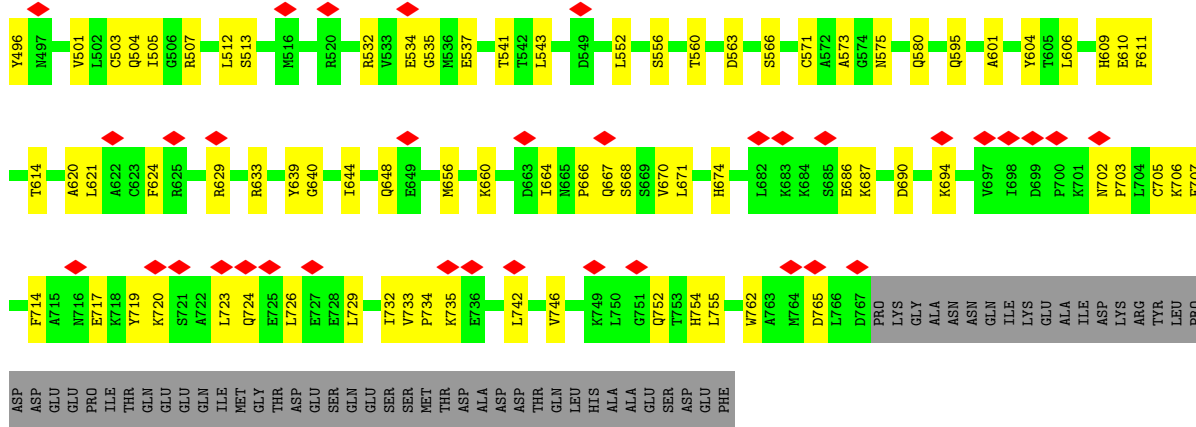 Y496 N497 V501 L502 C503 Q504 I505 G506 R507 L512 S513 M516 R520 R532 V533 E534 G535 M536 E537 T541 T542 L543 D549 L552 S556 T560 D563 S566 C571 A572 A573 G574 N575 Q580 Q595 A601 Y604 T605 L606 H609 E610 F611
T614 A620 L621 A622 C623 F624 R625 R629 R633 Y639 G640 I644 Q648 E649 M656 K660 D663 I664 N665 P666 Q667 S668 S669 V670 L671 H674 L682 K683 K684 S685 E686 K687 D690 K694 V697 I698 D699 P700 K701 N702 P703 L704 C705 K706
F714 A715 N716 E717 K718 Y719 K720 S721 A722 L723 Q724 E725 L726 E727 E728 L729 I732 V733 P734 K735 E736 L742 V746 K749 L750 G751 Q752 T753 H754 L755 W762 A763 M764 D765 L766 D767 PRO LYS GLY ALA ASN ASN GLN ILE LYS GLU ALA ILE ASP LYS ARG TYR LEU PRO
ASP ASP GLU GLU PRO ILE THR GLN GLU GLU GLN ILE MET GLY THR ASP GLU SER GLN GLU SER SER MET THR ASP ALA ASP ASP THR GLN LEU HIS ALA ALA GLU SER ASP GLU PHE